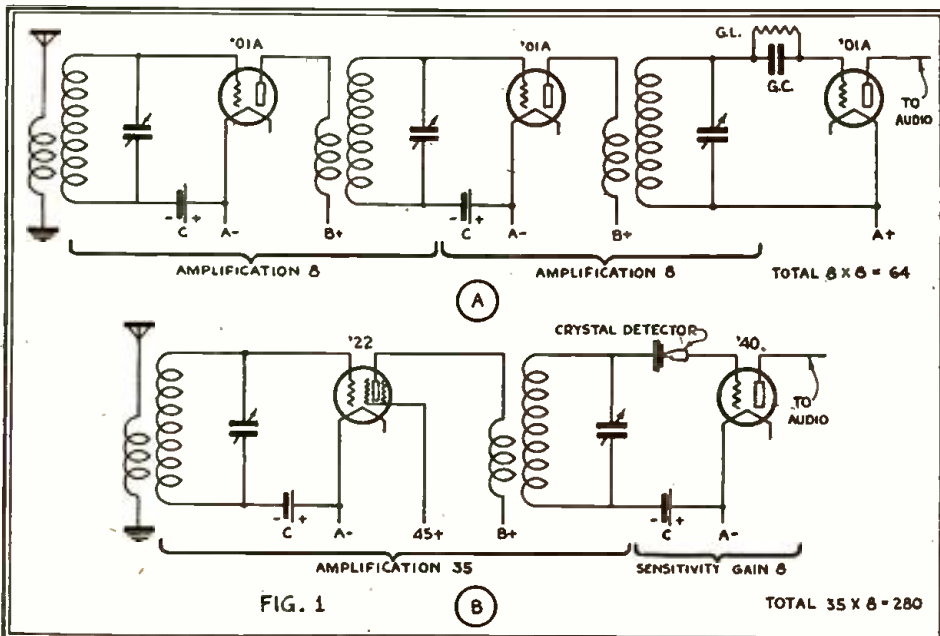 '01A
'01A
G.L.
G.C.
'01A
TO
AUDIO
C
- +
A-
B+
C
- +
A-
B+
A+
AMPLIFICATION 8
AMPLIFICATION 8
TOTAL 8 X 8 = 64
A
'22
CRYSTAL DETECTOR
'40.
TO
AUDIO
- +
C
A-
45+
B+
- +
C
A-
AMPLIFICATION 35
SENSITIVITY GAIN 8
FIG. 1
B
TOTAL 35 X 8 = 280